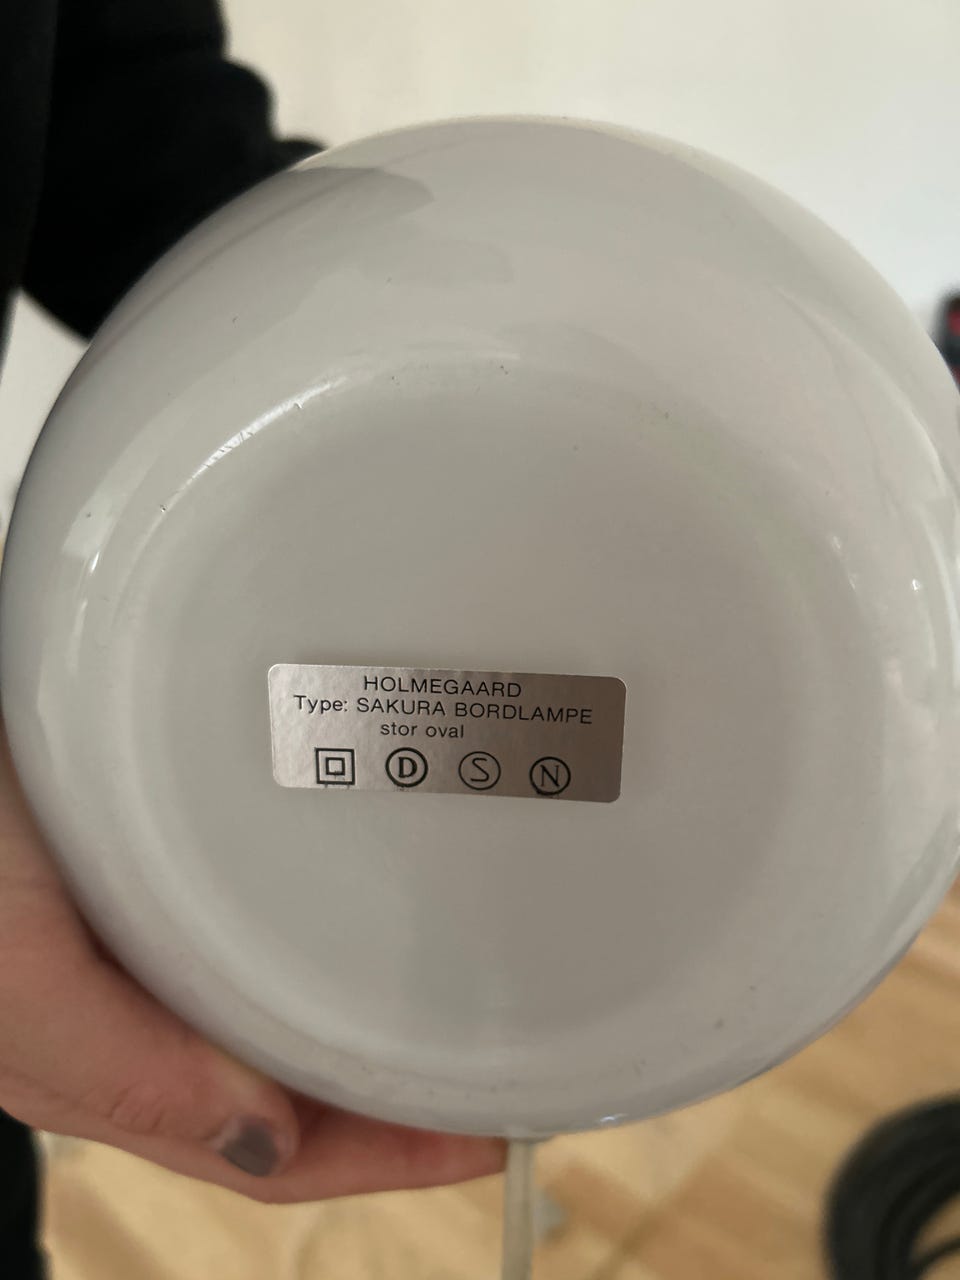 HOLMEGAARD
Type: SAKURA BORDLAMPE
stor oval
D S N